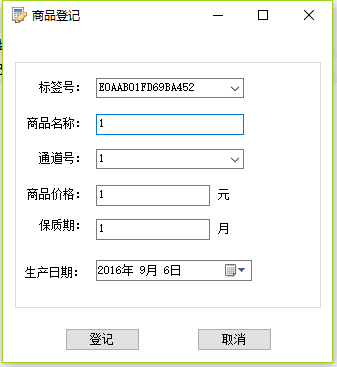 商品登记
标签号： E0AAB01FD69BA452
商品名称： 1
通道号： 1
商品价格： 1 元
保质期： 1 月
生产日期： 2016年 9月 6日
登记 取消